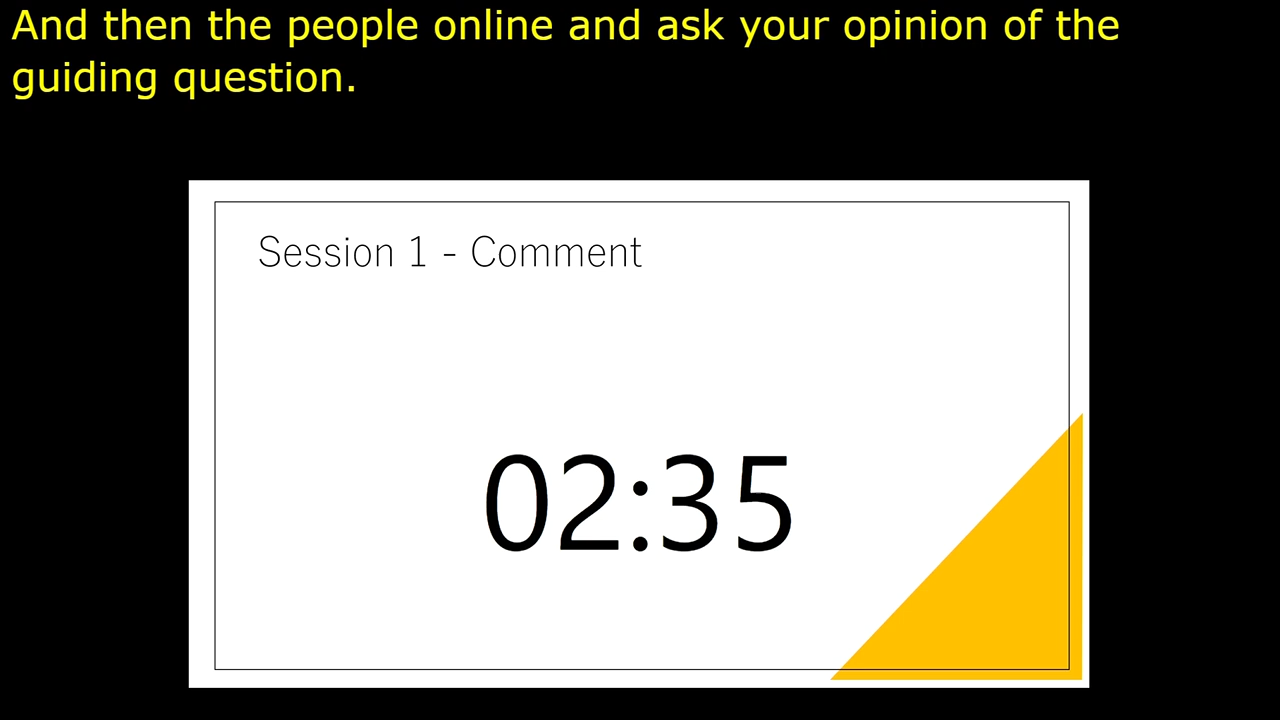 And then the people online and ask your opinion of the
guiding question.
Session 1 - Comment
02:35